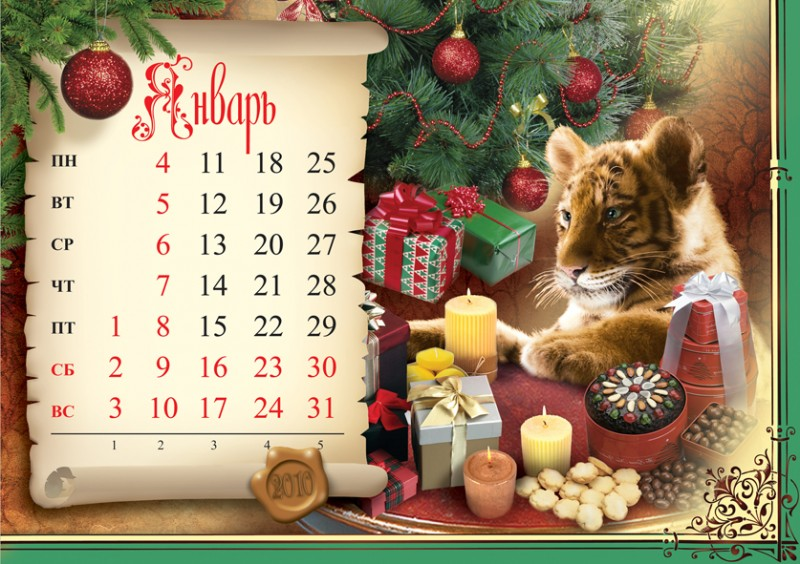 Январь
ПН 4 11 18 25
ВТ 5 12 19 26
СР 6 13 20 27
ЧТ 7 14 21 28
ПТ 1 8 15 22 29
СБ 2 9 16 23 30
ВС 3 10 17 24 31
1 2 3 4 5
2010